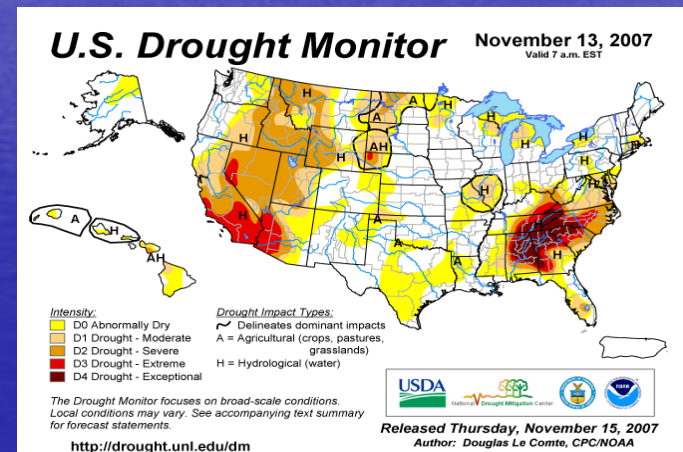 U.S. Drought Monitor
November 13, 2007
Valid 7 a.m. EST
H
H
A
A
H
H
H
H
AH
H
H
H
H
H
A
H
A
A
H
A
H
AH
Intensity:
D0 Abnormally Dry
D1 Drought - Moderate
D2 Drought - Severe
D3 Drought - Extreme
D4 Drought - Exceptional
Drought Impact Types:
Delineates dominant impacts
A = Agricultural (crops, pastures,
grasslands)
H = Hydrological (water)
The Drought Monitor focuses on broad-scale conditions.
Local conditions may vary. See accompanying text summary
for forecast statements.
http://drought.unl.edu/dm
USDA
National Drought Mitigation Center
NOAA
Released Thursday, November 15, 2007
Author: Douglas Le Comte, CPC/NOAA